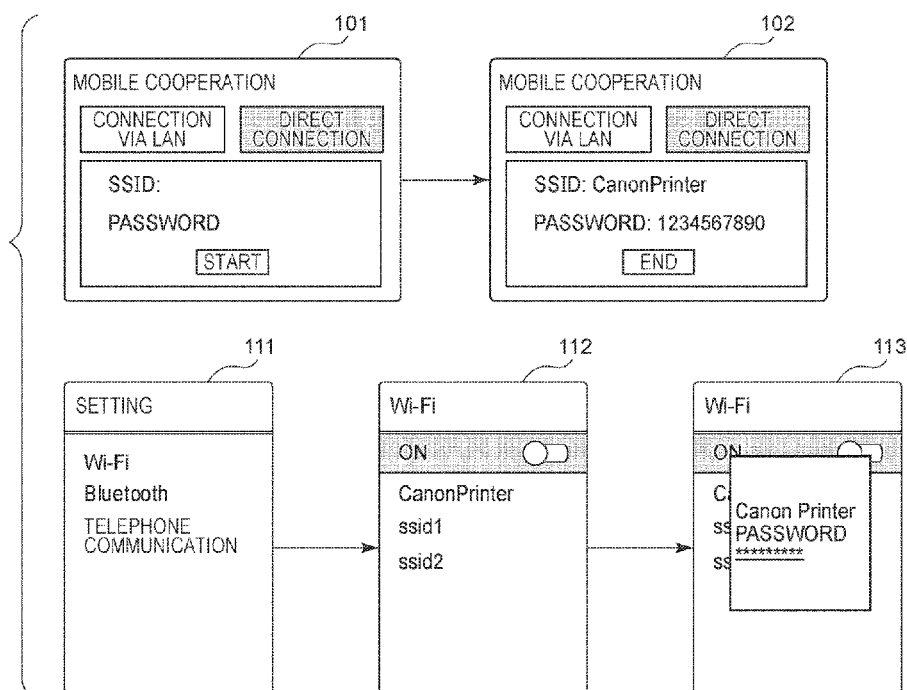 101
MOBILE COOPERATION
CONNECTION
VIA LAN
DIRECT
CONNECTION
SSID:
PASSWORD
START
102
MOBILE COOPERATION
CONNECTION
VIA LAN
DIRECT
CONNECTION
SSID: CanonPrinter
PASSWORD: 1234567890
END
111
SETTING
Wi-Fi
Bluetooth
TELEPHONE
COMMUNICATION
112
Wi-Fi
ON
CanonPrinter
ssid1
ssid2
113
Wi-Fi
ON
C
ss
ss
Canon Printer
PASSWORD
*********